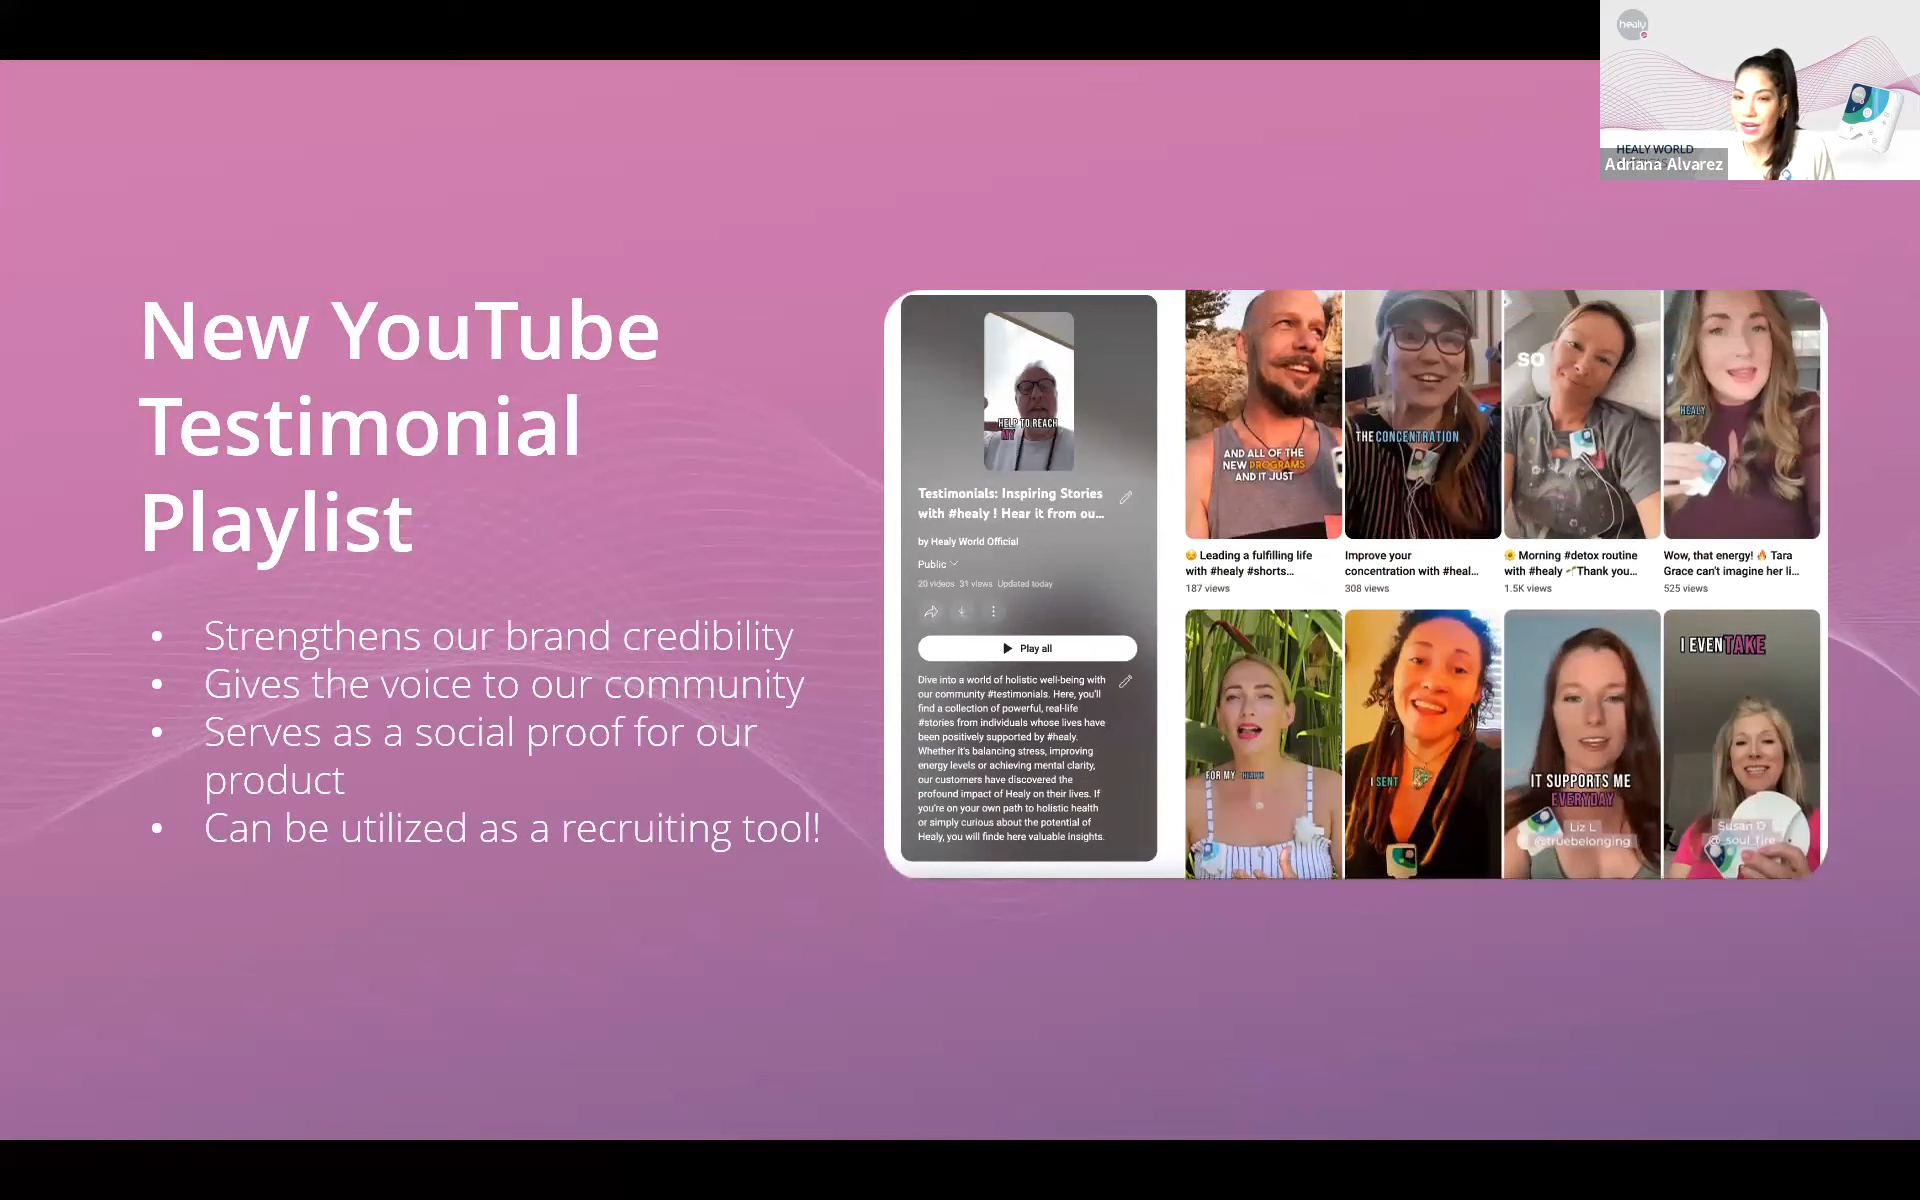 healy
HEALY WORLD
Adriana Alvarez
New YouTube
Testimonial
Playlist
• Strengthens our brand credibility
• Gives the voice to our community
• Serves as a social proof for our
product
• Can be utilized as a recruiting tool!
HELP TO REACH
MY
Testimonials: Inspiring Stories
with #healy ! Hear it from ou...
by Healy World Official
Public
20 videos 31 views Updated today
Play all
Dive into a world of holistic well-being with
our community #testimonials. Here, you'll
find a collection of powerful, real-life
#stories from individuals whose lives have
been positively supported by #healy.
Whether it's balancing stress, improving
energy levels or achieving mental clarity,
our customers have discovered the
profound impact of Healy on their lives. If
you're on your own path to holistic health
or simply curious about the potential of
Healy, you will finde here valuable insights.
AND ALL OF THE
NEW PROGRAMS
AND IT JUST
😊 Leading a fulfilling life
with #healy #shorts...
187 views
THE CONCENTRATION
Improve your
concentration with #heal...
308 views
SO
🌻 Morning #detox routine
with #healy 🌱Thank you...
1.5K views
HEALY
Wow, that energy! 🔥 Tara
Grace can't imagine her li...
525 views
FOR MY HEALTH
I SENT
IT SUPPORTS ME
EVERYDAY
Liz L
@truebelonging
I EVEN TAKE
Susan D
@_soul_fire